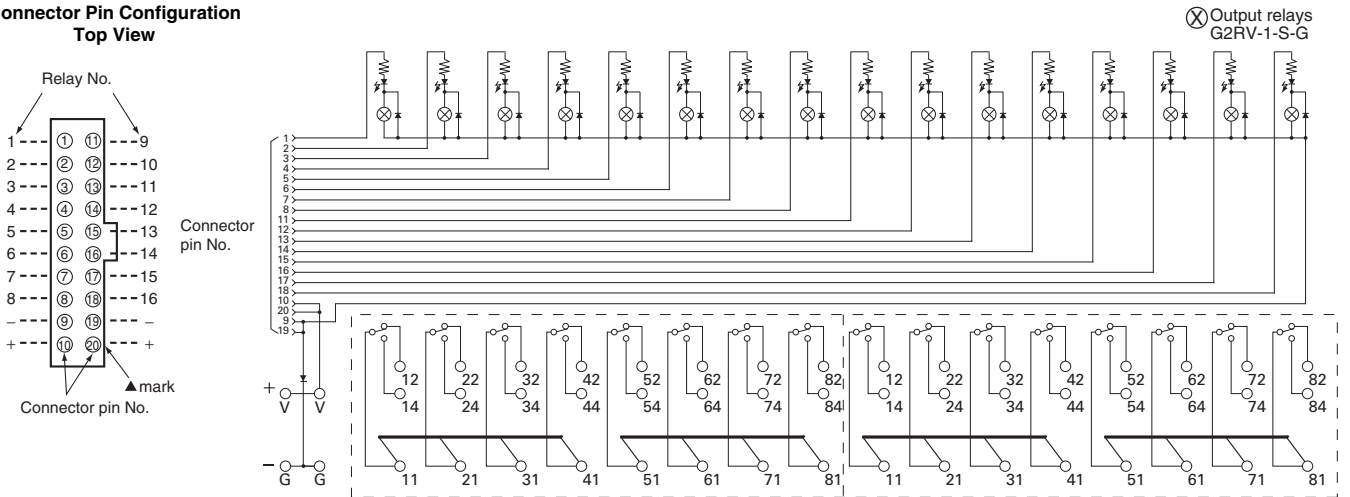 onnector Pin Configuration
Top View
Output relays
G2RV-1-S-G
Relay No.
1 1 11 9
2 2 12 10
3 3 13 11
4 4 14 12
5 5 15 13
6 6 16 14
7 7 17 15
8 8 18 16
– 9 19 –
+ 10 20 +
▲mark
Connector pin No.
Connector
pin No.
1
2
3
4
5
6
7
8
11
12
13
14
15
16
17
18
10
20
9
19
12 22 32 42 52 62 72 82 12 22 32 42 52 62 72 82
+ V V
14 24 34 44 54 64 74 84 14 24 34 44 54 64 74 84
– G G
11 21 31 41 51 61 71 81 11 21 31 41 51 61 71 81